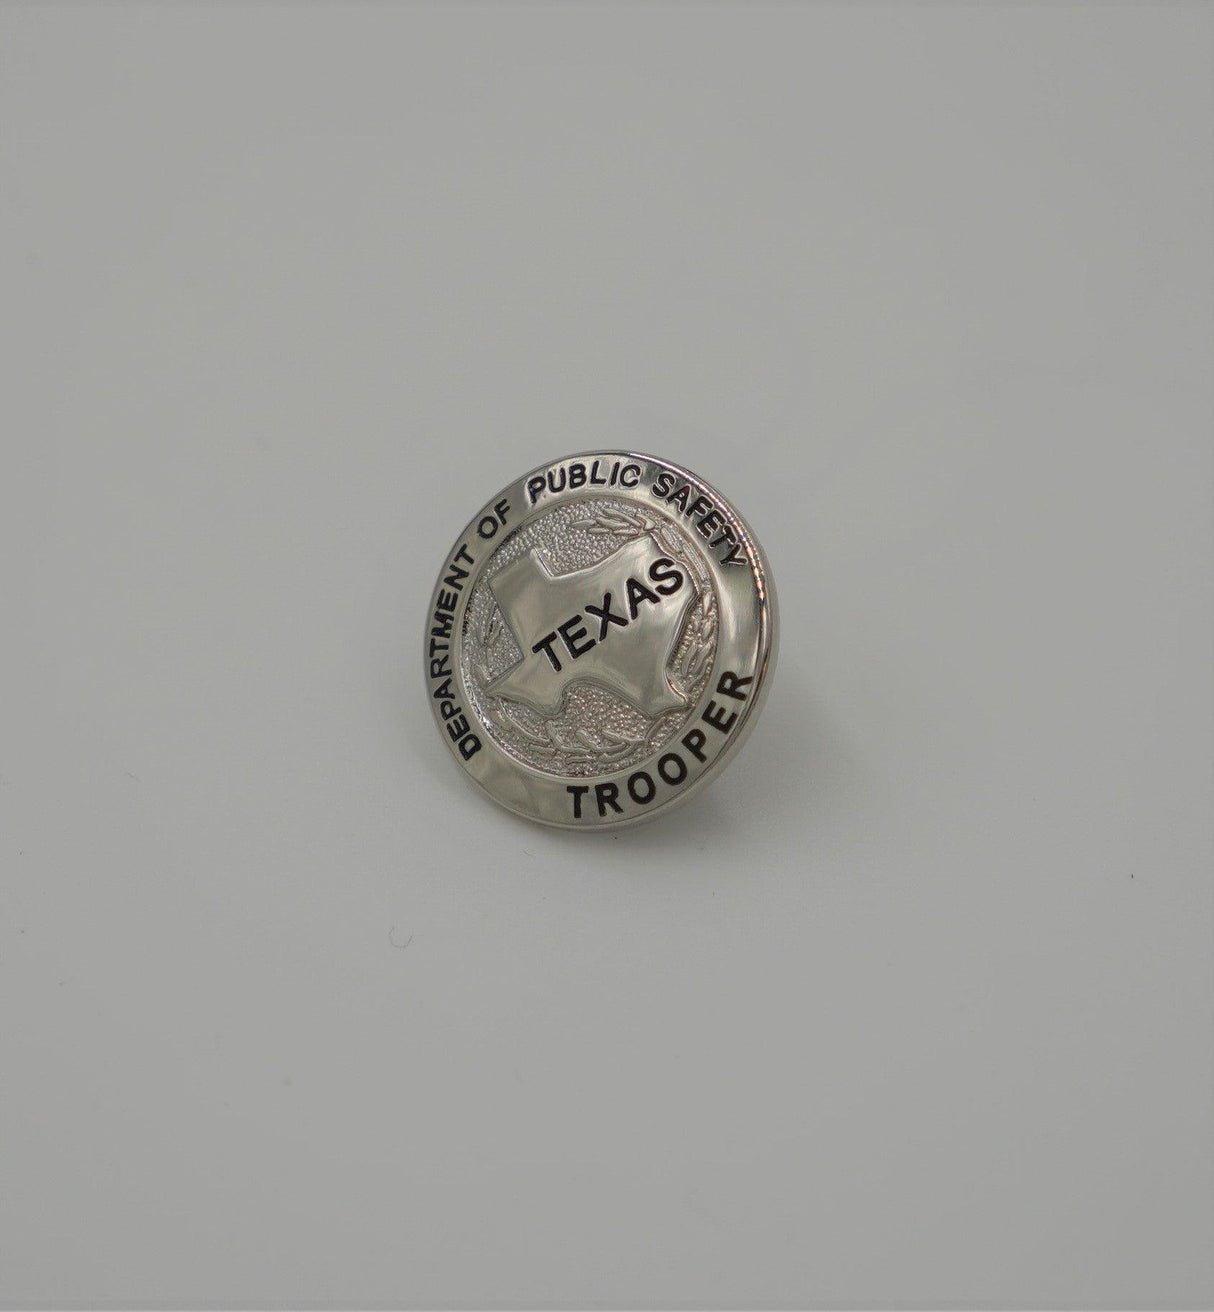 DEPARTMENT OF PUBLIC SAFETY
TEXAS
TROOPER